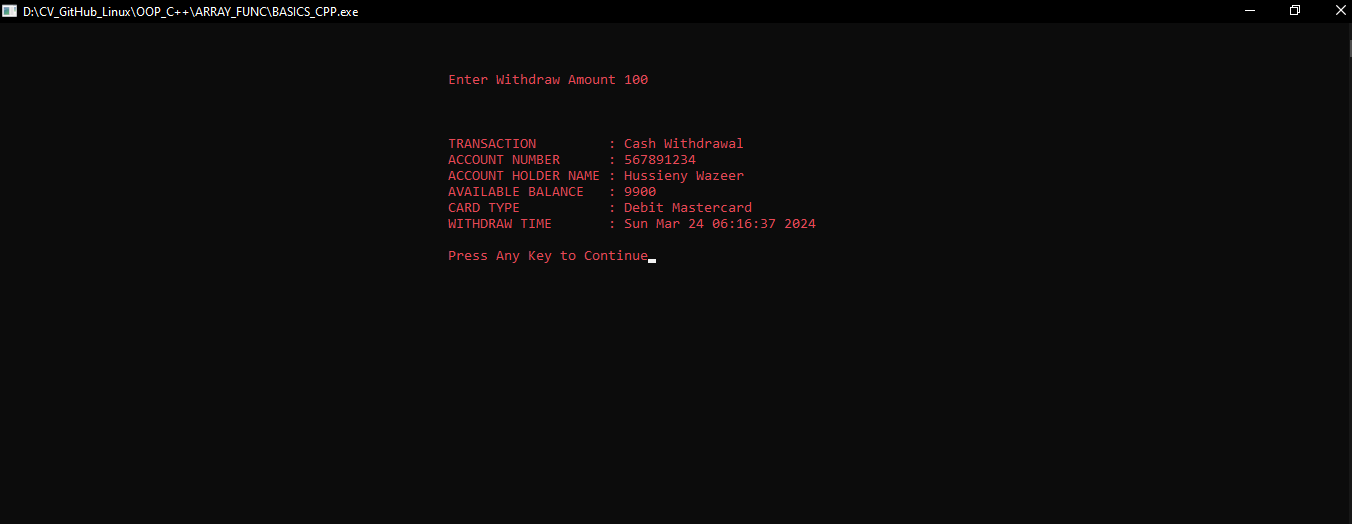 D:\CV_GitHub_Linux\OOP_C++\ARRAY_FUNC\BASICS_CPP.exe
Enter Withdraw Amount 100
TRANSACTION : Cash Withdrawal
ACCOUNT NUMBER : 567891234
ACCOUNT HOLDER NAME : Hussieny Wazeer
AVAILABLE BALANCE : 9900
CARD TYPE : Debit Mastercard
WITHDRAW TIME : Sun Mar 24 06:16:37 2024
Press Any Key to Continue